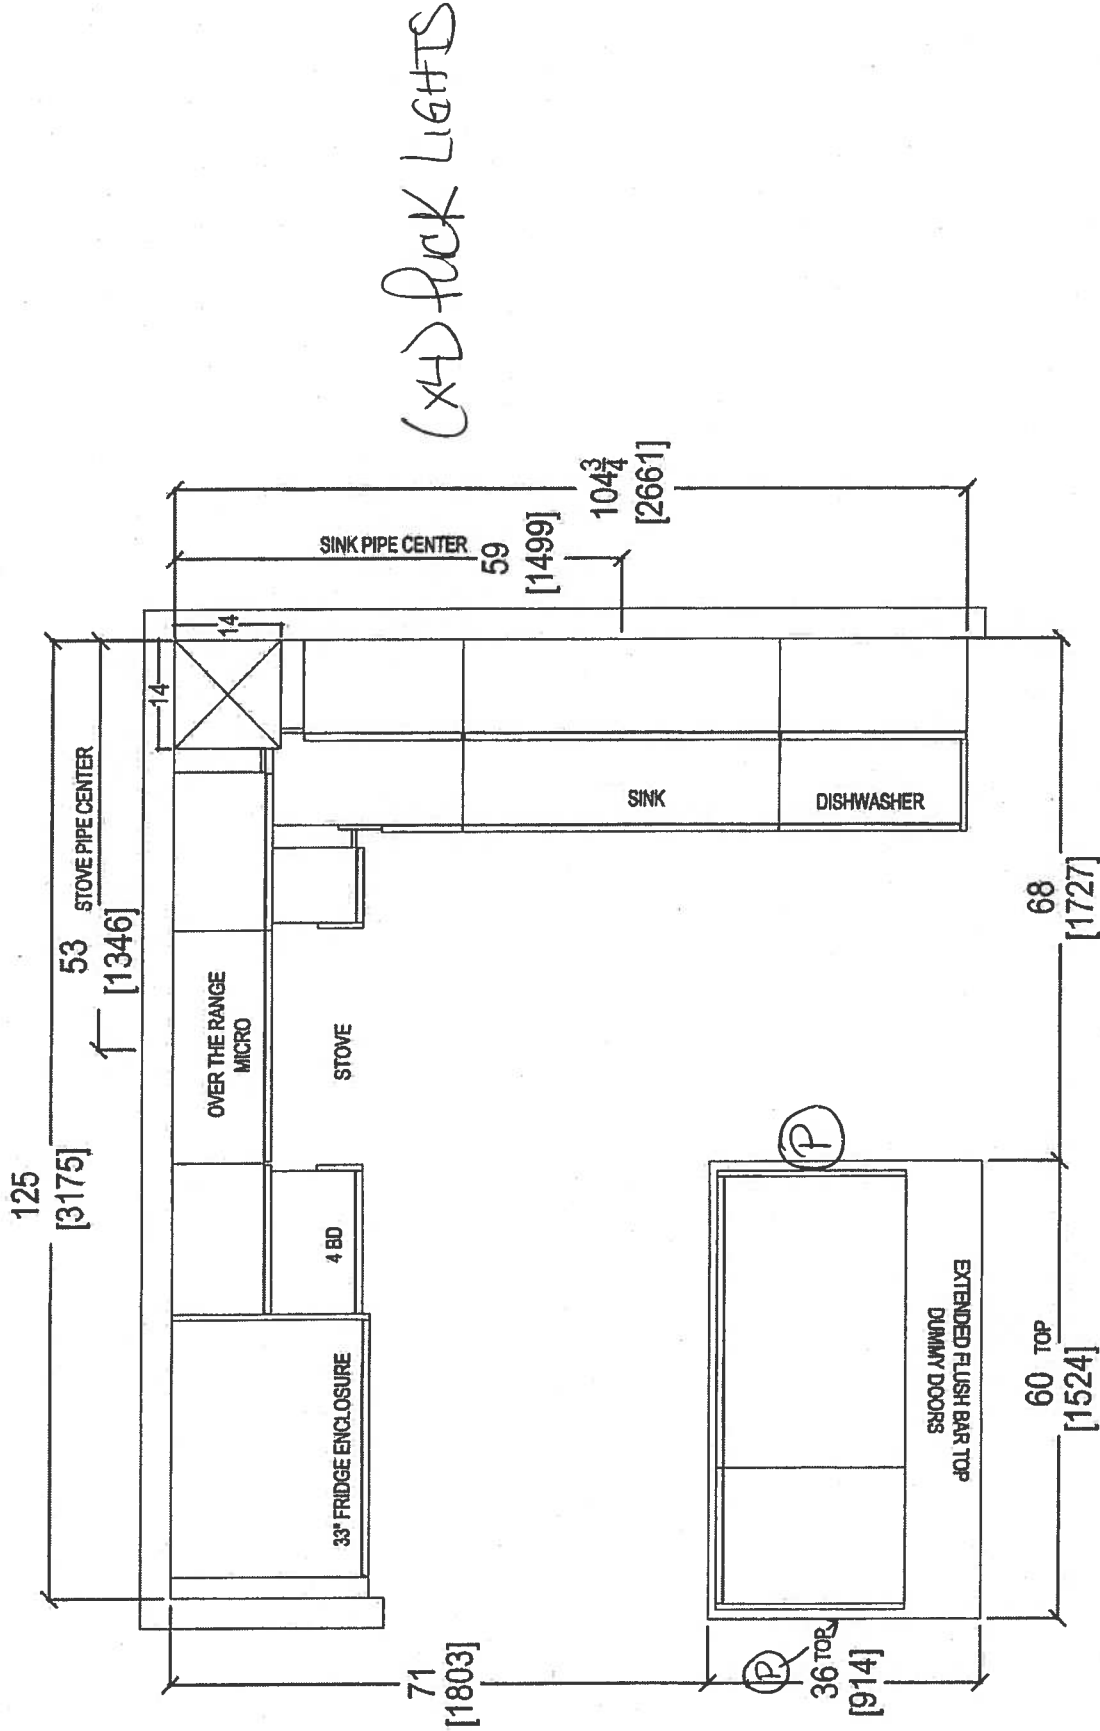 (x4) PUCK LIGHTS
125
[3175]
53
[1346]
STOVE PIPE CENTER
14
14
SINK PIPE CENTER
59
[1499]
104 3/4
[2661]
OVER THE RANGE
MICRO
STOVE
4 BD
33" FRIDGE ENCLOSURE
SINK
DISHWASHER
71
[1803]
P
P
36 TOP
[914]
EXTENDED FLUSH BAR TOP
DUMMY DOORS
60 TOP
[1524]
68
[1727]